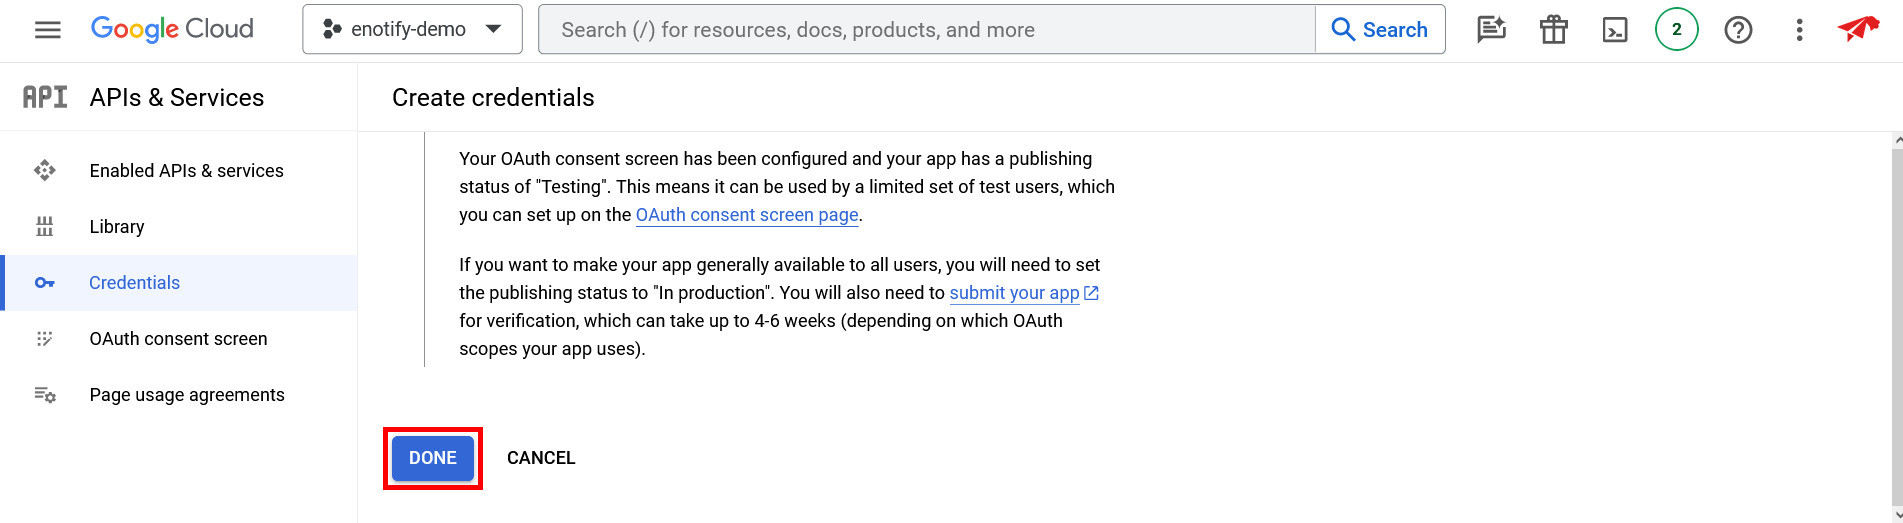 Google Cloud
enotify-demo
Search (/) for resources, docs, products, and more
Search
2
API
APIs & Services
Create credentials
Enabled APIs & services
Library
Credentials
OAuth consent screen
Page usage agreements
Your OAuth consent screen has been configured and your app has a publishing
status of "Testing". This means it can be used by a limited set of test users, which
you can set up on the OAuth consent screen page.
If you want to make your app generally available to all users, you will need to set
the publishing status to "In production". You will also need to submit your app
for verification, which can take up to 4-6 weeks (depending on which OAuth
scopes your app uses).
DONE
CANCEL